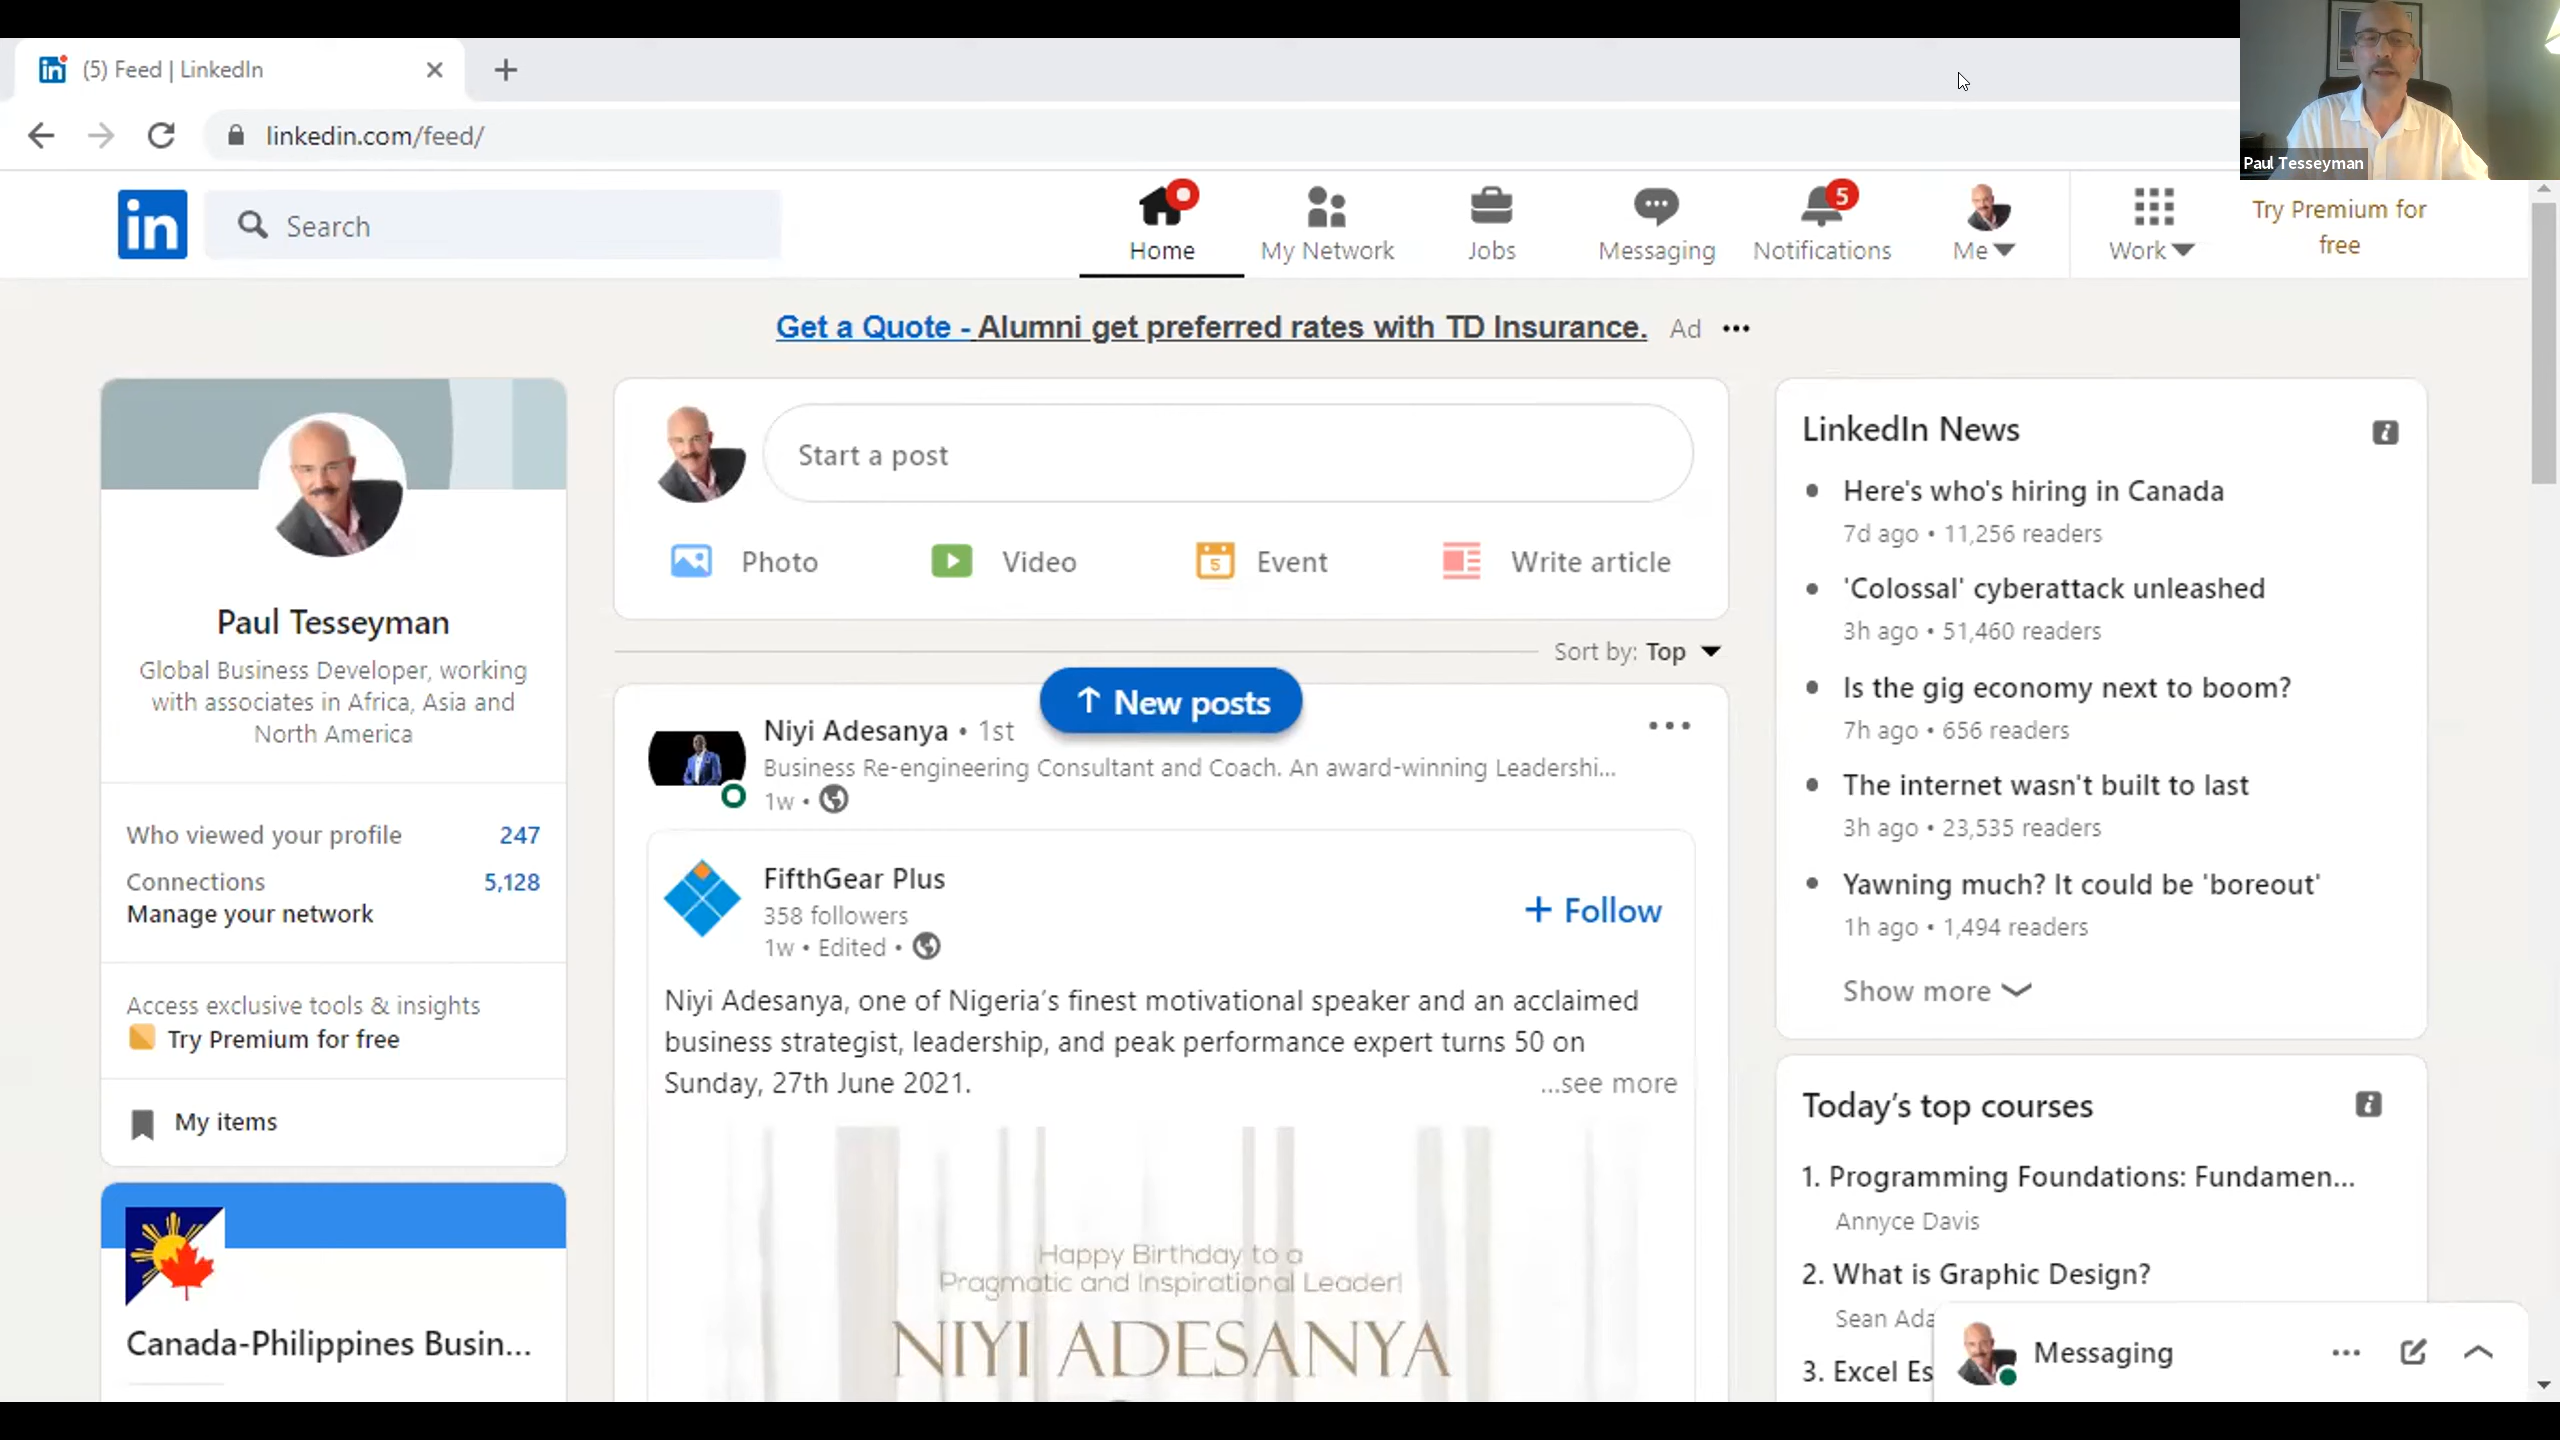 (5) Feed | LinkedIn
linkedin.com/feed/
Paul Tesseyman
in
Search
Home
My Network
Jobs
Messaging
5
Notifications
Me
Work
Try Premium for
free
Get a Quote - Alumni get preferred rates with TD Insurance. Ad
Start a post
Photo
Video
5
Event
Write article
Sort by: Top
↑ New posts
Paul Tesseyman
Global Business Developer, working
with associates in Africa, Asia and
North America
Who viewed your profile 247
Connections 5,128
Manage your network
Access exclusive tools & insights
Try Premium for free
My items
Canada-Philippines Busin...
Niyi Adesanya • 1st
Business Re-engineering Consultant and Coach. An award-winning Leadershi...
1w •
FifthGear Plus
358 followers
1w • Edited •
+ Follow
Niyi Adesanya, one of Nigeria's finest motivational speaker and an acclaimed
business strategist, leadership, and peak performance expert turns 50 on
Sunday, 27th June 2021. ...see more
Happy Birthday to a
Pragmatic and Inspirational Leader!
NIYI ADESANYA
LinkedIn News
• Here's who's hiring in Canada
7d ago • 11,256 readers
• 'Colossal' cyberattack unleashed
3h ago • 51,460 readers
• Is the gig economy next to boom?
7h ago • 656 readers
• The internet wasn't built to last
3h ago • 23,535 readers
• Yawning much? It could be 'boreout'
1h ago • 1,494 readers
Show more
Today's top courses
1. Programming Foundations: Fundamen...
Annyce Davis
2. What is Graphic Design?
Sean Ada
3. Excel Es
Messaging